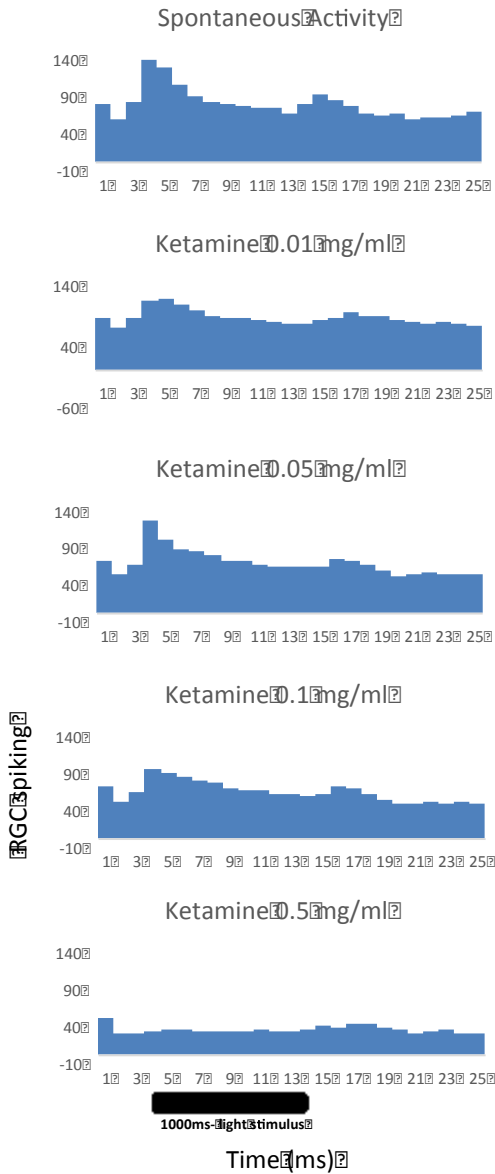 Spontaneous Activity
140
90
40
-10
1 3 5 7 9 11 13 15 17 19 21 23 25
Ketamine 0.01 mg/ml
140
40
-60
1 3 5 7 9 11 13 15 17 19 21 23 25
Ketamine 0.05 mg/ml
140
90
40
-10
1 3 5 7 9 11 13 15 17 19 21 23 25
Ketamine 0.1 mg/ml
140
90
40
-10
1 3 5 7 9 11 13 15 17 19 21 23 25
RGC spiking
Ketamine 0.5 mg/ml
140
90
40
-10
1 3 5 7 9 11 13 15 17 19 21 23 25
1000ms- light stimulus
Time (ms)